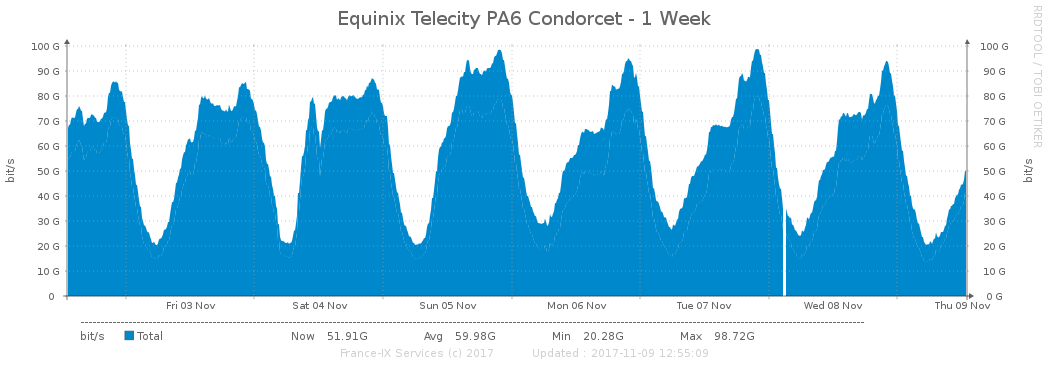 Equinix Telecity PA6 Condorcet - 1 Week
RRDTOOL / TOBI OETIKER
bit/s
100 G
90 G
80 G
70 G
60 G
50 G
40 G
30 G
20 G
10 G
0
100 G
90 G
80 G
70 G
60 G
50 G
40 G
30 G
20 G
10 G
0 G
bit/s
Fri 03 Nov Sat 04 Nov Sun 05 Nov Mon 06 Nov Tue 07 Nov Wed 08 Nov Thu 09 Nov
bit/s Total Now 51.91G Avg 59.98G Min 20.28G Max 98.72G
France-IX Services (c) 2017 Updated : 2017-11-09 12:55:09